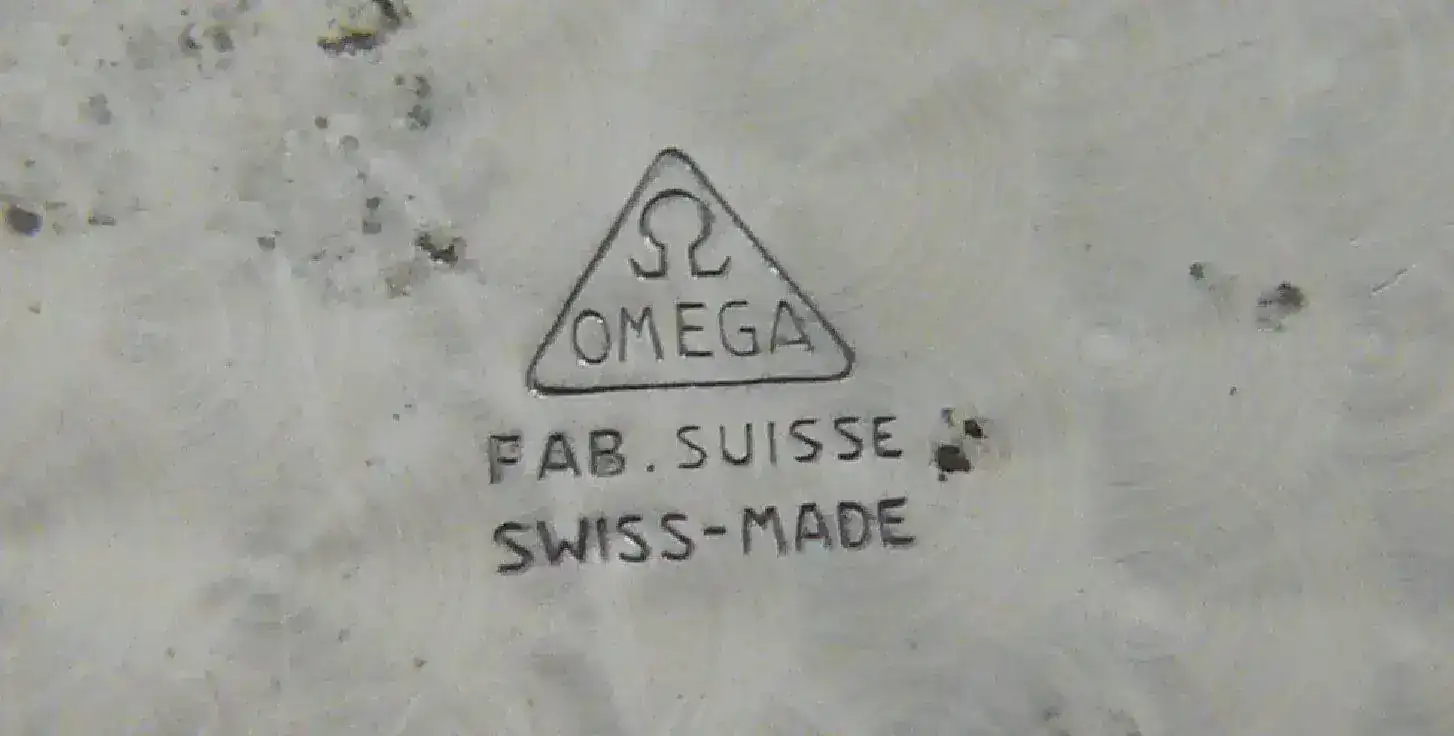 Ω
OMEGA
FAB. SUISSE
SWISS-MADE